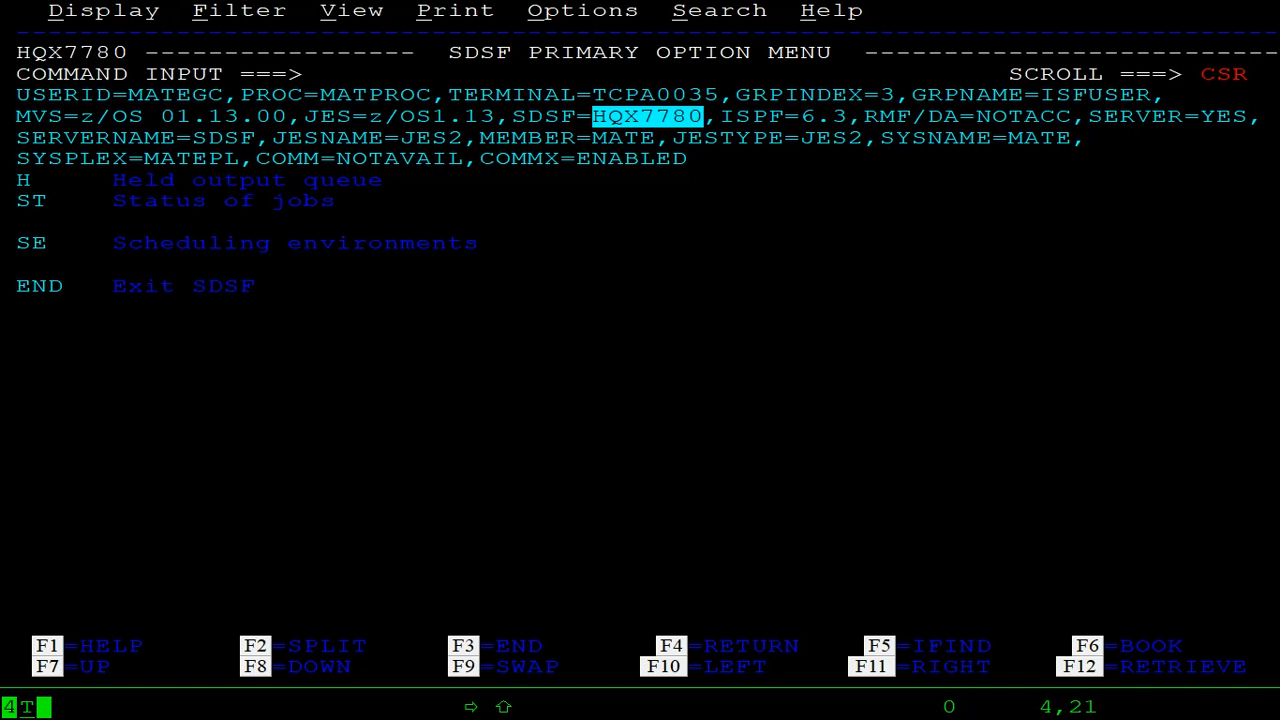 Display Filter View Print Options Search Help
-------------------------------------------------------------------------------
HQX7780 ----------------- SDSF PRIMARY OPTION MENU --------------------------
COMMAND INPUT ===> SCROLL ===> CSR
USERID=MATEGC,PROC=MATPROC,TERMINAL=TCPA0035,GRPINDEX=3,GRPNAME=ISFUSER,
MVS=z/OS 01.13.00,JES=z/OS1.13,SDSF=HQX7780,ISPF=6.3,RMF/DA=NOTACC,SERVER=YES,
SERVERNAME=SDSF,JESNAME=JES2,MEMBER=MATE,JESTYPE=JES2,SYSNAME=MATE,
SYSPLEX=MATEPL,COMM=NOTAVAIL,COMMX=ENABLED
H Held output queue
ST Status of jobs
SE Scheduling environments
END Exit SDSF
F1=HELP F2=SPLIT F3=END F4=RETURN F5=IFIND F6=BOOK
F7=UP F8=DOWN F9=SWAP F10=LEFT F11=RIGHT F12=RETRIEVE
4T ⇨ ⇧ 0 4,21